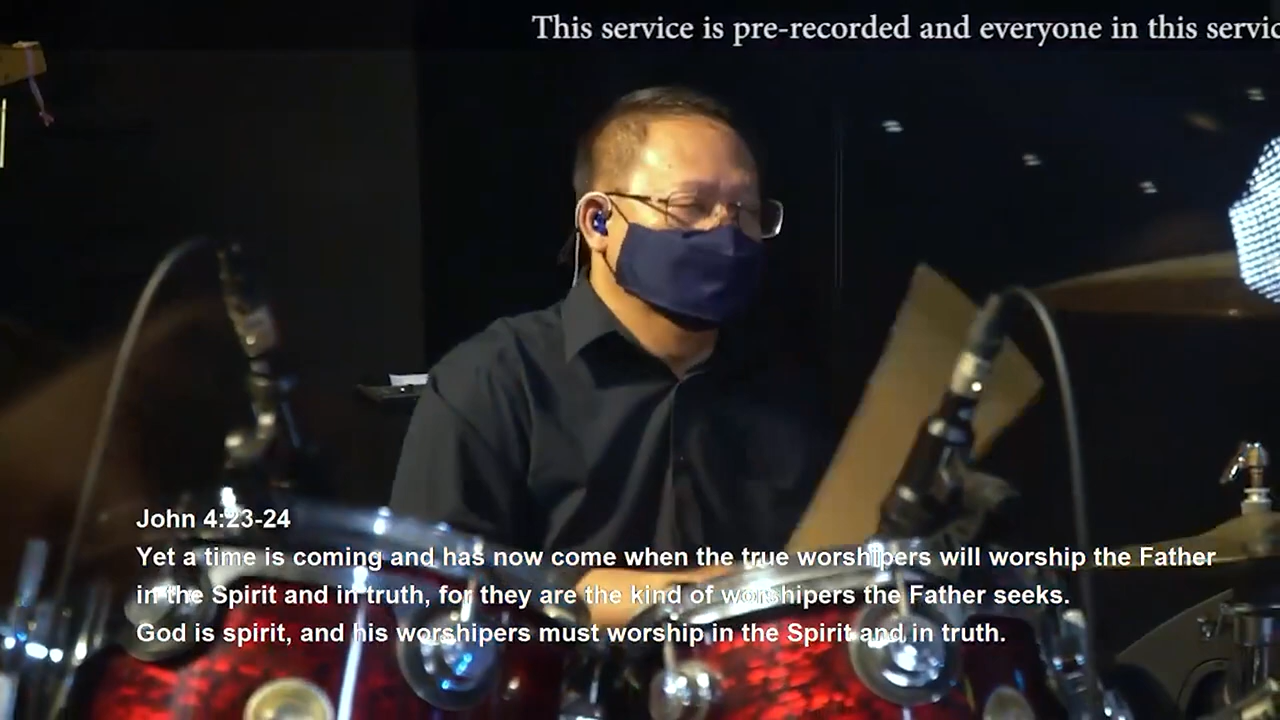 This service is pre-recorded and everyone in this servic
John 4:23-24
Yet a time is coming and has now come when the true worshipers will worship the Father
in the Spirit and in truth, for they are the kind of worshipers the Father seeks.
God is spirit, and his worshipers must worship in the Spirit and in truth.